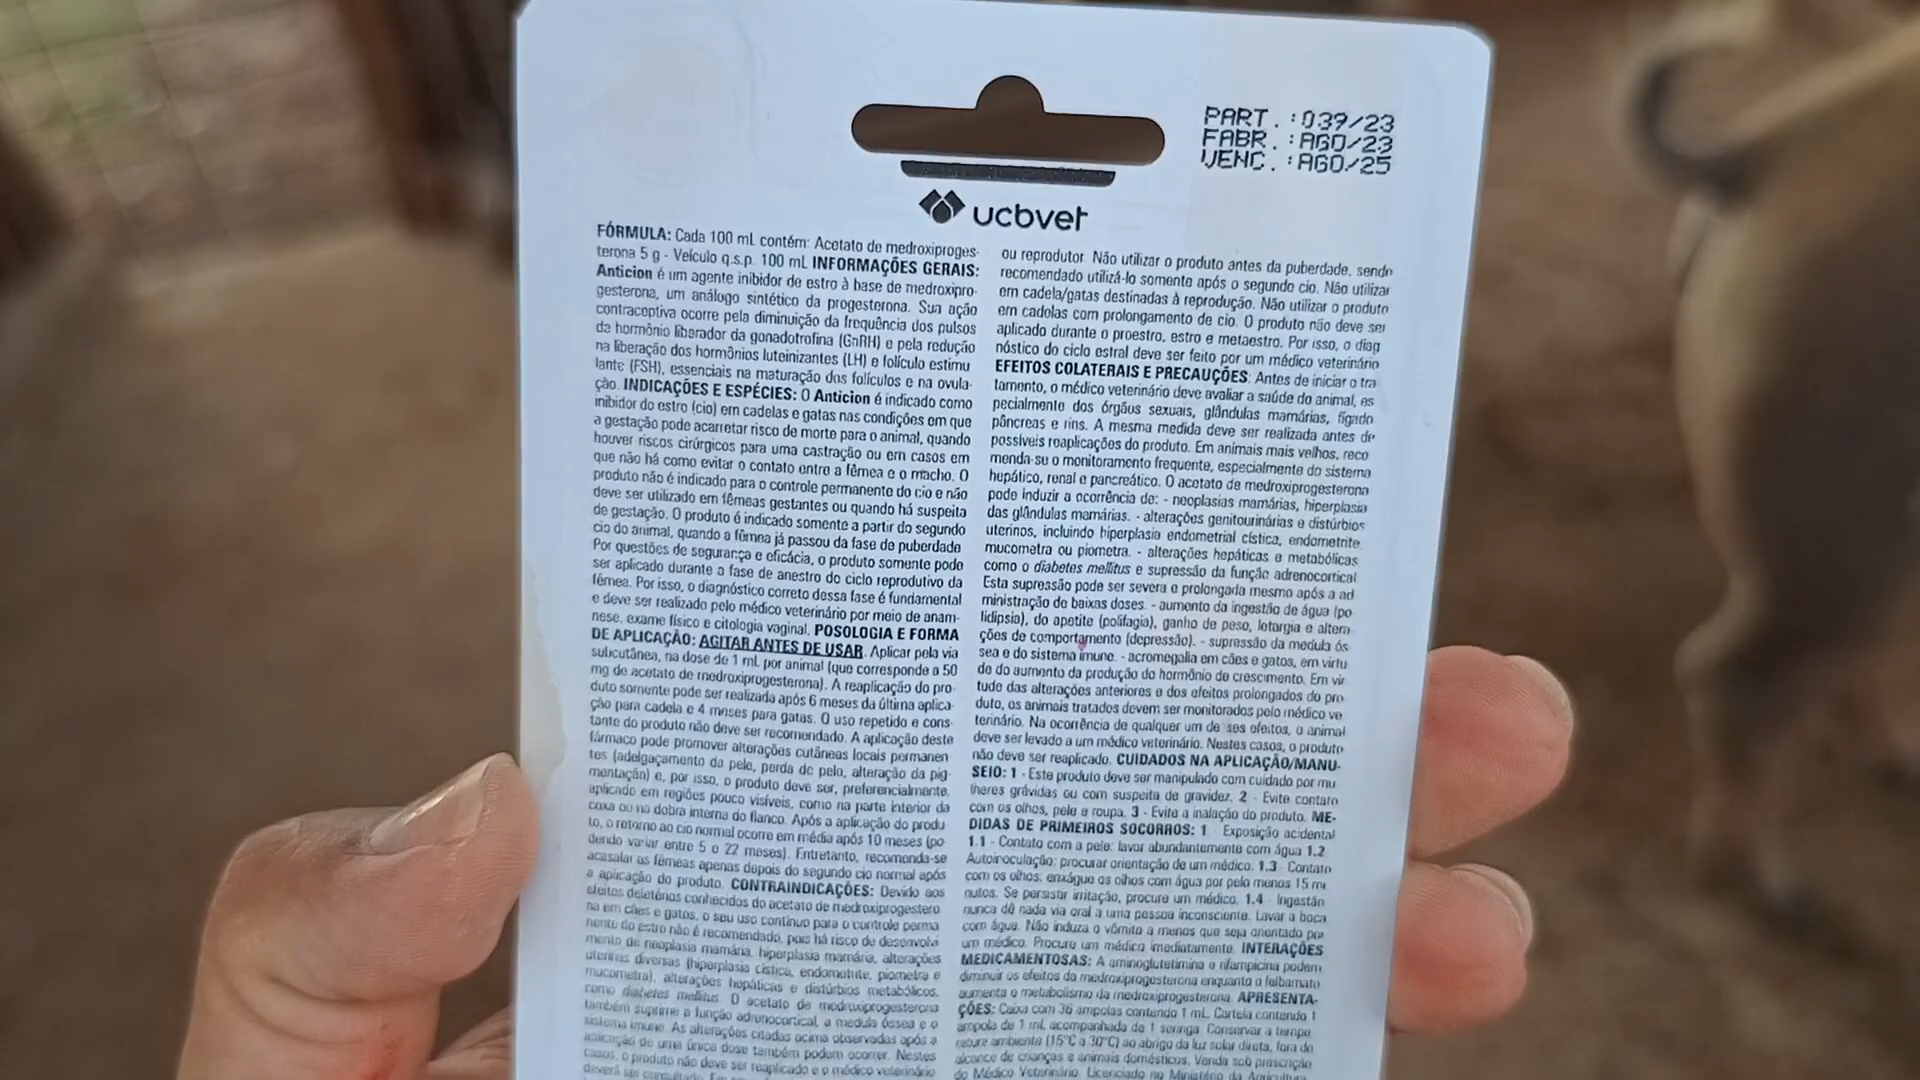 PART.:039/23
FABR.:AGO/23
VENC.:AGO/25
ucbvet
FÓRMULA: Cada 100 mL contém: Acetato de medroxiproges-
terona 5 g - Veículo q.s.p. 100 mL INFORMAÇÕES GERAIS:
Anticion é um agente inibidor de estro à base de medroxipro-
gesterona, um análogo sintético da progesterona. Sua ação
contraceptiva ocorre pela diminuição da frequência dos pulsos
de hormônio liberador da gonadotrofina (GnRH) e pela redução
na liberação dos hormônios luteinizantes (LH) e folículo estimu
lante (FSH), essenciais na maturação dos folículos e na ovula-
ção. INDICAÇÕES E ESPÉCIES: O Anticion é indicado como
inibidor do estro (cio) em cadelas e gatas nas condições em que
a gestação pode acarretar risco de morte para o animal, quando
houver riscos cirúrgicos para uma castração ou em casos em
que não há como evitar o contato entre a fêmea e o macho. O
produto não é indicado para o controle permanente do cio e não
deve ser utilizado em fêmeas gestantes ou quando há suspeita
de gestação. O produto é indicado somente a partir do segundo
cio do animal, quando a fêmea já passou da fase de puberdade
Por questões de segurança e eficácia, o produto somente pode
ser aplicado durante a fase de anestro do ciclo reprodutivo da
fêmea. Por isso, o diagnóstico correto dessa fase é fundamental
e deve ser realizado pelo médico veterinário por meio de anam-
nese, exame físico e citologia vaginal. POSOLOGIA E FORMA
DE APLICAÇÃO: AGITAR ANTES DE USAR. Aplicar pela via
subcutânea, na dose de 1 mL por animal (que corresponde a 50
mg de acetato de medroxiprogesterona). A reaplicação do pro-
duto somente pode ser realizada após 6 meses da última aplica-
ção para cadela e 4 meses para gatas. O uso repetido e cons-
tante do produto não deve ser recomendado. A aplicação deste
fármaco pode promover alterações cutâneas locais permanen
tes (adelgaçamento da pele, perda de pelo, alteração da pig-
mentação) e, por isso, o produto deve ser, preferencialmente,
aplicado em regiões pouco visíveis, como na parte interior da
coxa ou na dobra interna do flanco. Após a aplicação do produ
to, o retorno ao cio normal ocorre em média após 10 meses (po
dendo variar entre 5 e 22 meses). Entretanto, recomenda-se
acasalar as fêmeas apenas depois do segundo cio normal após
a aplicação do produto. CONTRAINDICAÇÕES: Devido aos
efeitos deletérios conhecidos do acetato de medroxiprogestero
na em cães e gatos, o seu uso contínuo para o controle perma
nente do estro não é recomendado, pois há risco de desenvolvi
mento de neoplasia mamária, hiperplasia mamária, alterações
uterinas diversas (hiperplasia cística, endometrite, piometra e
mucometra), alterações hepáticas e distúrbios metabólicos,
como diabetes mellitus. O acetato de medroxiprogesterona
também suprime a função adrenocortical, a medula óssea e o
sistema imune. As alterações citadas acima observadas após a
aplicação de uma única dose também podem ocorrer. Nestes
casos, o produto não deve ser reaplicado e o médico veterinário
deverá ser consultado.
ou reprodutor. Não utilizar o produto antes da puberdade, sendo
recomendado utilizá-lo somente após o segundo cio. Não utilizar
em cadela/gatas destinadas à reprodução. Não utilizar o produto
em cadelas com prolongamento de cio. O produto não deve ser
aplicado durante o proestro, estro e metaestro. Por isso, o diag
nóstico do ciclo estral deve ser feito por um médico veterinário
EFEITOS COLATERAIS E PRECAUÇÕES: Antes de iniciar o tra
tamento, o médico veterinário deve avaliar a saúde do animal, es
pecialmente dos órgãos sexuais, glândulas mamárias, fígado
pâncreas e rins. A mesma medida deve ser realizada antes de
possíveis reaplicações do produto. Em animais mais velhos, reco
menda-se o monitoramento frequente, especialmente do sistema
hepático, renal e pancreático. O acetato de medroxiprogesterona
pode induzir a ocorrência de: - neoplasias mamárias, hiperplasia
das glândulas mamárias. - alterações genitourinárias e distúrbios
uterinos, incluindo hiperplasia endometrial cística, endometrite,
mucometra ou piometra. - alterações hepáticas e metabólicas
como o diabetes mellitus e supressão da função adrenocortical
Esta supressão pode ser severa e prolongada mesmo após a ad
ministração de baixas doses. - aumento da ingestão de água (po
lidipsia), do apetite (polifagia), ganho de peso, letargia e altera-
ções de comportamento (depressão). - supressão da medula ós-
sea e do sistema imune. - acromegalia em cães e gatos, em virtu
de do aumento da produção do hormônio de crescimento. Em vir
tude das alterações anteriores e dos efeitos prolongados do pro
duto, os animais tratados devem ser monitorados pelo médico ve
terinário. Na ocorrência de qualquer um de ses efeitos, o animal
deve ser levado a um médico veterinário. Nestes casos, o produto
não deve ser reaplicado. CUIDADOS NA APLICAÇÃO/MANU-
SEIO: 1 - Este produto deve ser manipulado com cuidado por mu
lheres grávidas ou com suspeita de gravidez. 2 - Evite contato
com os olhos, pele e roupa. 3 - Evite a inalação do produto. ME-
DIDAS DE PRIMEIROS SOCORROS: 1 - Exposição acidental
1.1 - Contato com a pele: lavar abundantemente com água 1.2
Autoinoculação: procurar orientação de um médico. 1.3 - Contato
com os olhos: enxágue os olhos com água por pelo menos 15 mi
nutos. Se persistir irritação, procure um médico. 1.4 - Ingestão
nunca dê nada via oral a uma pessoa inconsciente. Lavar a boca
com água. Não induza o vômito a menos que seja orientado por
um médico. Procure um médico imediatamente. INTERAÇÕES
MEDICAMENTOSAS: A aminoglutetimina e rifampicina podem
diminuir os efeitos da medroxiprogesterona enquanto o felbamato
aumenta o metabolismo da medroxiprogesterona. APRESENTA-
ÇÕES: Caixa com 36 ampolas contendo 1 mL. Cartela contendo 1
ampola de 1 mL acompanhada de 1 seringa. Conservar a tempe
rature ambiente (15°C a 30°C) ao abrigo da luz solar direta, fora do
alcance de crianças e animais domésticos. Venda sob prescrição
do Médico Veterinário. Licenciado no Ministério da Agricultura